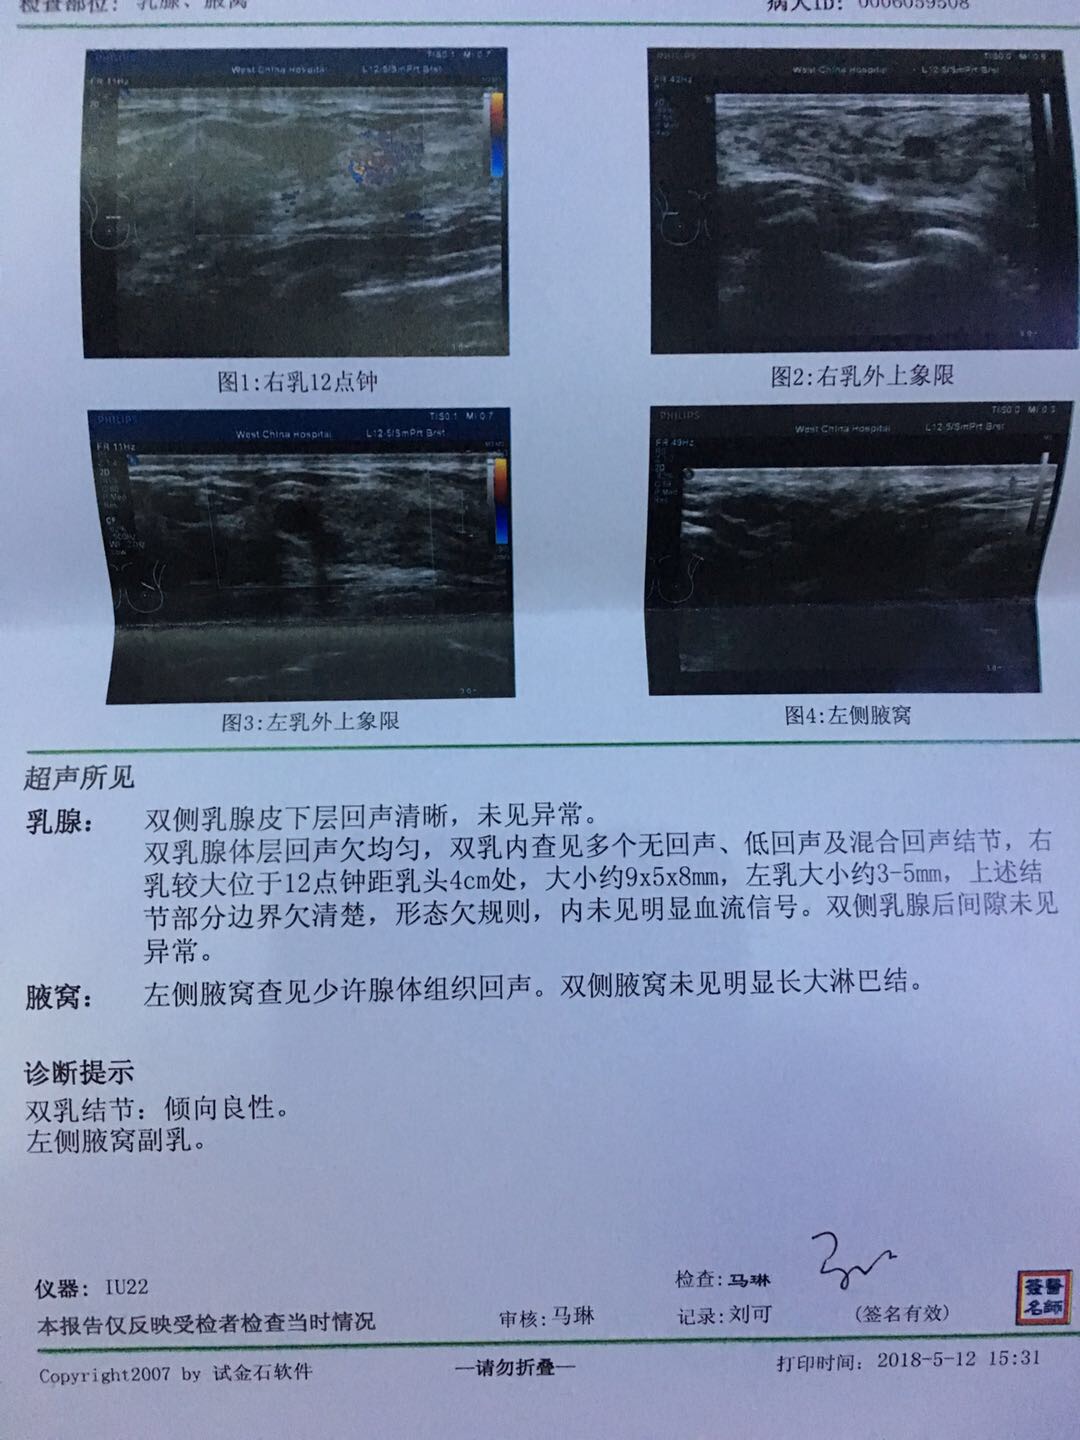 检查部位: 乳腺、腋窝
病人ID: 0006059508
West China Hospital
L12-5/SmPrt Brst
West China Hospital
L12-5/SmPrt Brst
FR 42Hz
图1:右乳12点钟
图2:右乳外上象限
PHILIPS
TIS0.1 MI 0.7
West China Hospital
L12-5/SmPrt Brst
FR 11Hz
2D
PHILIPS
West China Hospital
L12-5/SmPrt Brst
FR 49Hz
图3:左乳外上象限
图4:左侧腋窝
超声所见
乳腺: 双侧乳腺皮下层回声清晰，未见异常。
双乳腺体层回声欠均匀，双乳内查见多个无回声、低回声及混合回声结节，右
乳较大位于12点钟距乳头4cm处，大小约9x5x8mm，左乳大小约3-5mm，上述结
节部分边界欠清楚，形态欠规则，内未见明显血流信号。双侧乳腺后间隙未见
异常。
腋窝: 左侧腋窝查见少许腺体组织回声。双侧腋窝未见明显长大淋巴结。
诊断提示
双乳结节：倾向良性。
左侧腋窝副乳。
仪器: IU22
检查:马琳
本报告仅反映受检者检查当时情况
审核:马琳
记录:刘可
(签名有效)
签醫
名師
Copyright2007 by 试金石软件
—请勿折叠—
打印时间: 2018-5-12 15:31